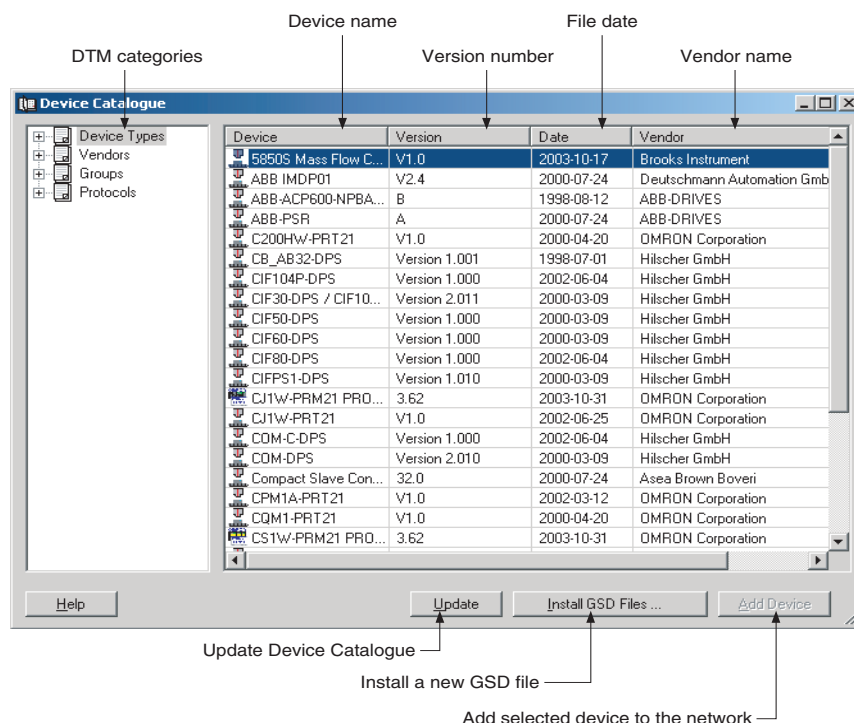 Device name
File date
DTM categories
Version number
Vendor name
Device Catalogue
Device Types
Vendors
Groups
Protocols
Device Version Date Vendor
5850S Mass Flow C... V1.0 2003-10-17 Brooks Instrument
ABB IMDP01 V2.4 2000-07-24 Deutschmann Automation Gmb
ABB-ACP600-NPBA... B 1998-08-12 ABB-DRIVES
ABB-PSR A 2000-07-24 ABB-DRIVES
C200HW-PRT21 V1.0 2000-04-20 OMRON Corporation
CB_AB32-DPS Version 1.001 1998-07-01 Hilscher GmbH
CIF104P-DPS Version 1.000 2002-06-04 Hilscher GmbH
CIF30-DPS / CIF10... Version 2.011 2000-03-09 Hilscher GmbH
CIF50-DPS Version 1.000 2000-03-09 Hilscher GmbH
CIF60-DPS Version 1.000 2000-03-09 Hilscher GmbH
CIF80-DPS Version 1.000 2002-06-04 Hilscher GmbH
CIFPS1-DPS Version 1.010 2000-03-09 Hilscher GmbH
CJ1W-PRM21 PRO... 3.62 2003-10-31 OMRON Corporation
CJ1W-PRT21 V1.0 2002-06-25 OMRON Corporation
COM-C-DPS Version 1.000 2002-06-04 Hilscher GmbH
COM-DPS Version 2.010 2000-03-09 Hilscher GmbH
Compact Slave Con... 32.0 2000-07-24 Asea Brown Boveri
CPM1A-PRT21 V1.0 2002-03-12 OMRON Corporation
CQM1-PRT21 V1.0 2000-04-20 OMRON Corporation
CS1W-PRM21 PRO... 3.62 2003-10-31 OMRON Corporation
Help
Update
Install GSD Files ...
Add Device
Update Device Catalogue
Install a new GSD file
Add selected device to the network